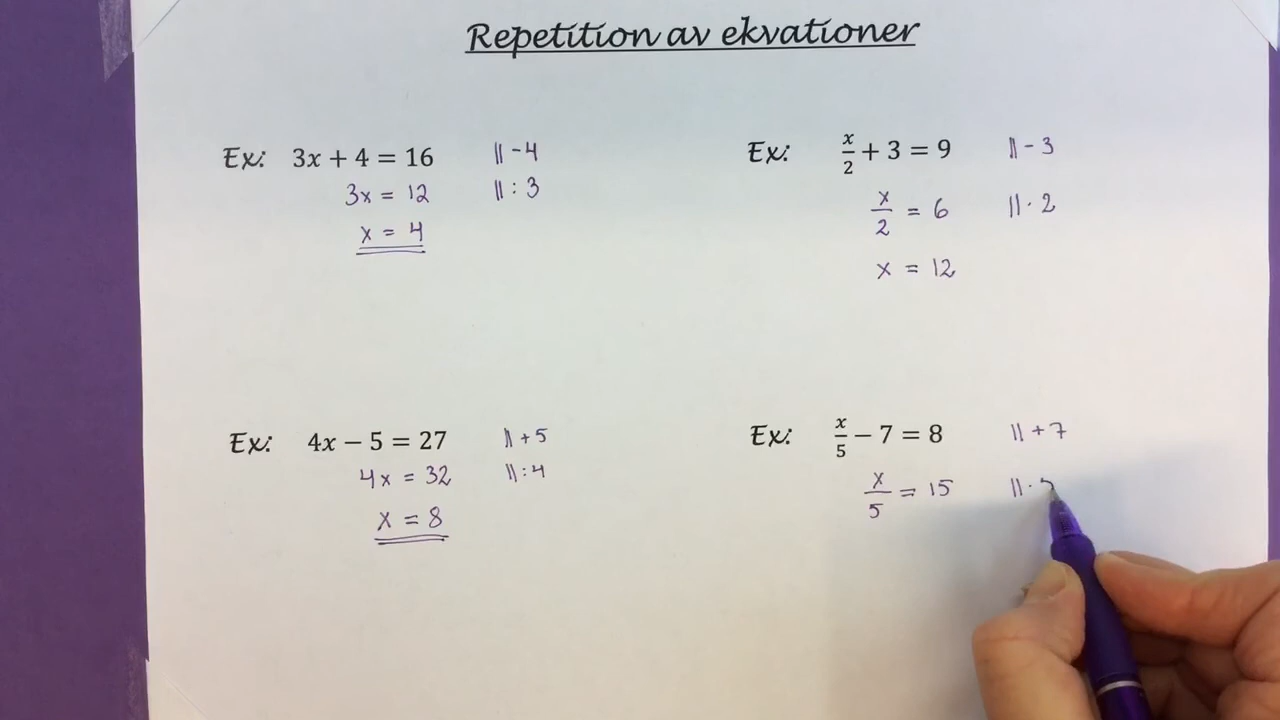 Repetition av ekvationer
Ex: 3x + 4 = 16 || - 4
3x = 12 || : 3
x = 4
Ex: x/2 + 3 = 9 || - 3
x/2 = 6 || · 2
x = 12
Ex: 4x − 5 = 27 || + 5
4x = 32 || : 4
x = 8
Ex: x/5 − 7 = 8 || + 7
x/5 = 15 || ·